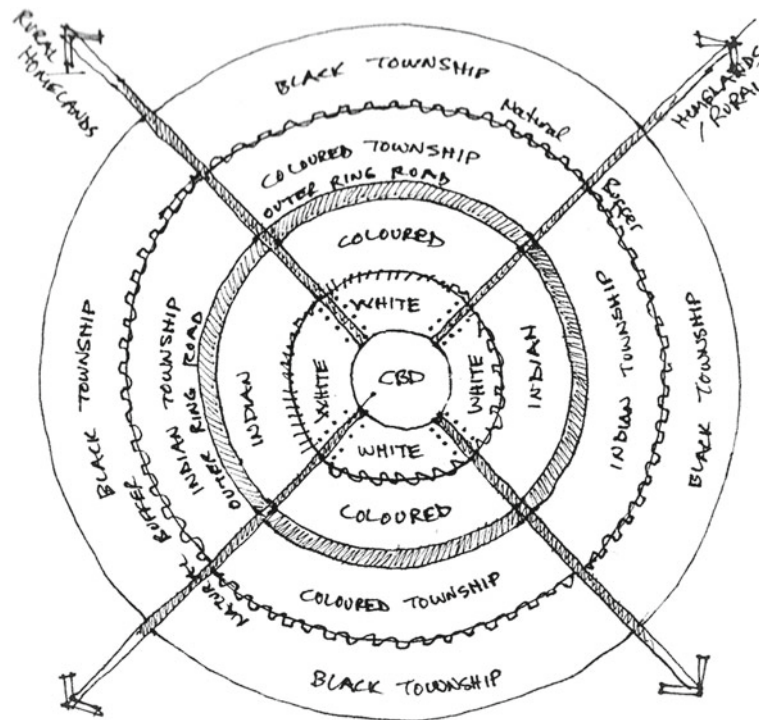 RURAL
HOMELANDS
HOMELANDS
/ RURAL
BLACK TOWNSHIP
Natural
Buffer
COLOURED TOWNSHIP
OUTER RING ROAD
COLOURED
WHITE
BLACK TOWNSHIP
INDIAN TOWNSHIP
OUTER RING ROAD
INDIAN
WHITE
CBD
WHITE
INDIAN
INDIAN TOWNSHIP
BLACK TOWNSHIP
WHITE
COLOURED
NATURAL BUFFER
COLOURED TOWNSHIP
BLACK TOWNSHIP